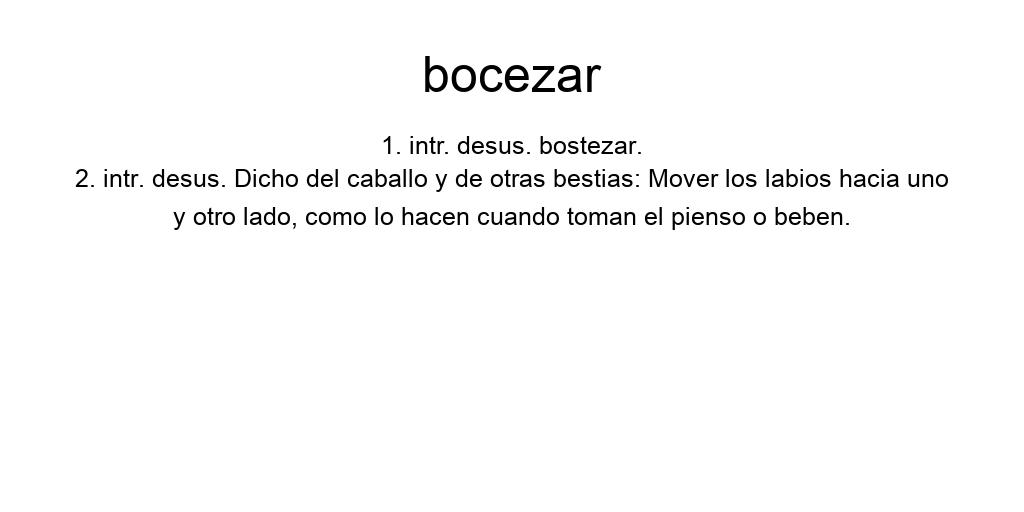 bocezar
1. intr. desus. bostezar.
2. intr. desus. Dicho del caballo y de otras bestias: Mover los labios hacia uno
y otro lado, como lo hacen cuando toman el pienso o beben.